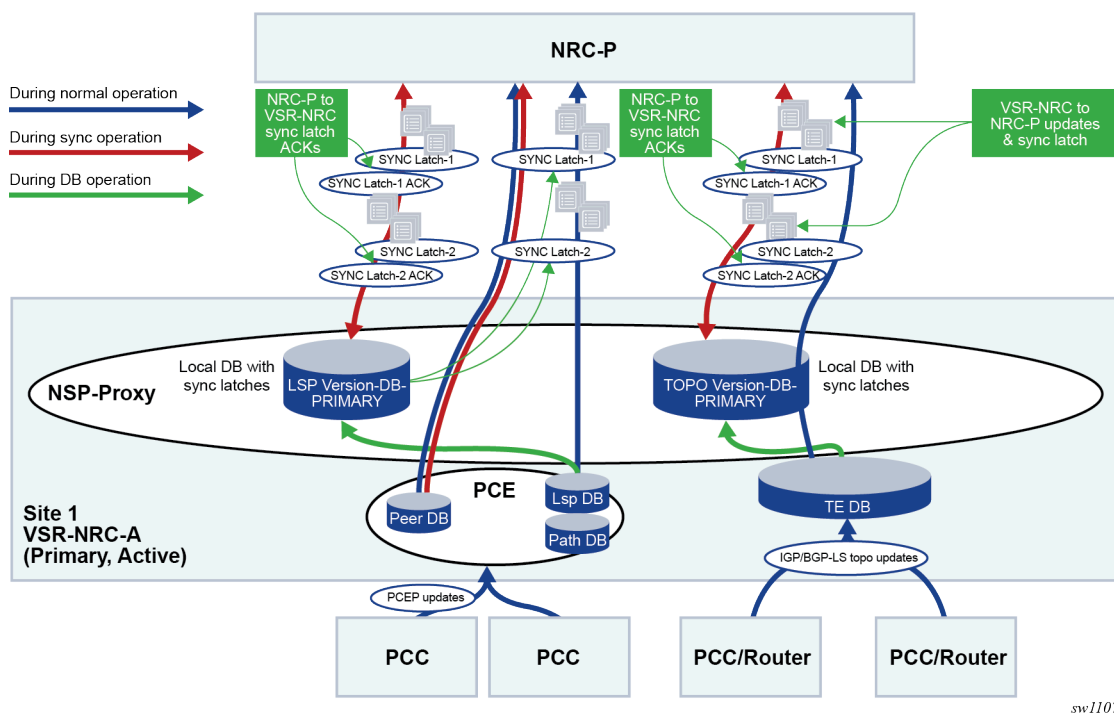 NRC-P
During normal operation
During sync operation
During DB operation
NRC-P to
VSR-NRC
sync latch
ACKs
SYNC Latch-1
SYNC Latch-1 ACK
SYNC Latch-2
SYNC Latch-2 ACK
SYNC Latch-1
SYNC Latch-2
NRC-P to
VSR-NRC
sync latch
ACKs
SYNC Latch-1
SYNC Latch-1 ACK
SYNC Latch-2
SYNC Latch-2 ACK
VSR-NRC to
NRC-P updates
& sync latch
NSP-Proxy
Local DB with
sync latches
LSP Version-DB-
PRIMARY
TOPO Version-DB-
PRIMARY
Local DB with
sync latches
PCE
Peer DB
Lsp DB
Path DB
TE DB
Site 1
VSR-NRC-A
(Primary, Active)
IGP/BGP-LS topo updates
PCEP updates
PCC
PCC
PCC/Router
PCC/Router